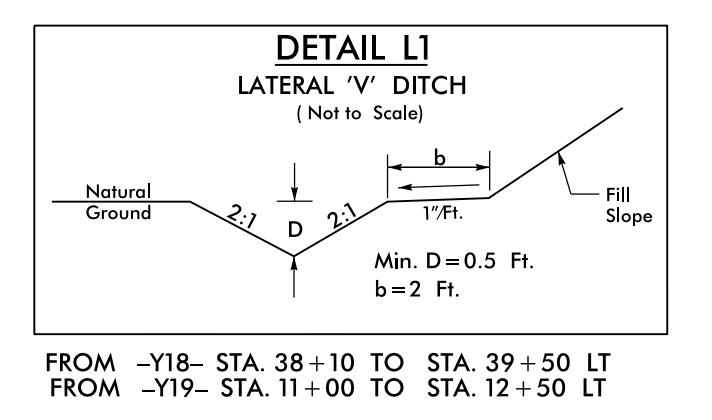 DETAIL L1
LATERAL 'V' DITCH
( Not to Scale)
b
Natural
Ground
2:1
D
2:1
1"/Ft.
Fill
Slope
Min. D=0.5 Ft.
b=2 Ft.
FROM -Y18- STA. 38+10 TO STA. 39+50 LT
FROM -Y19- STA. 11+00 TO STA. 12+50 LT